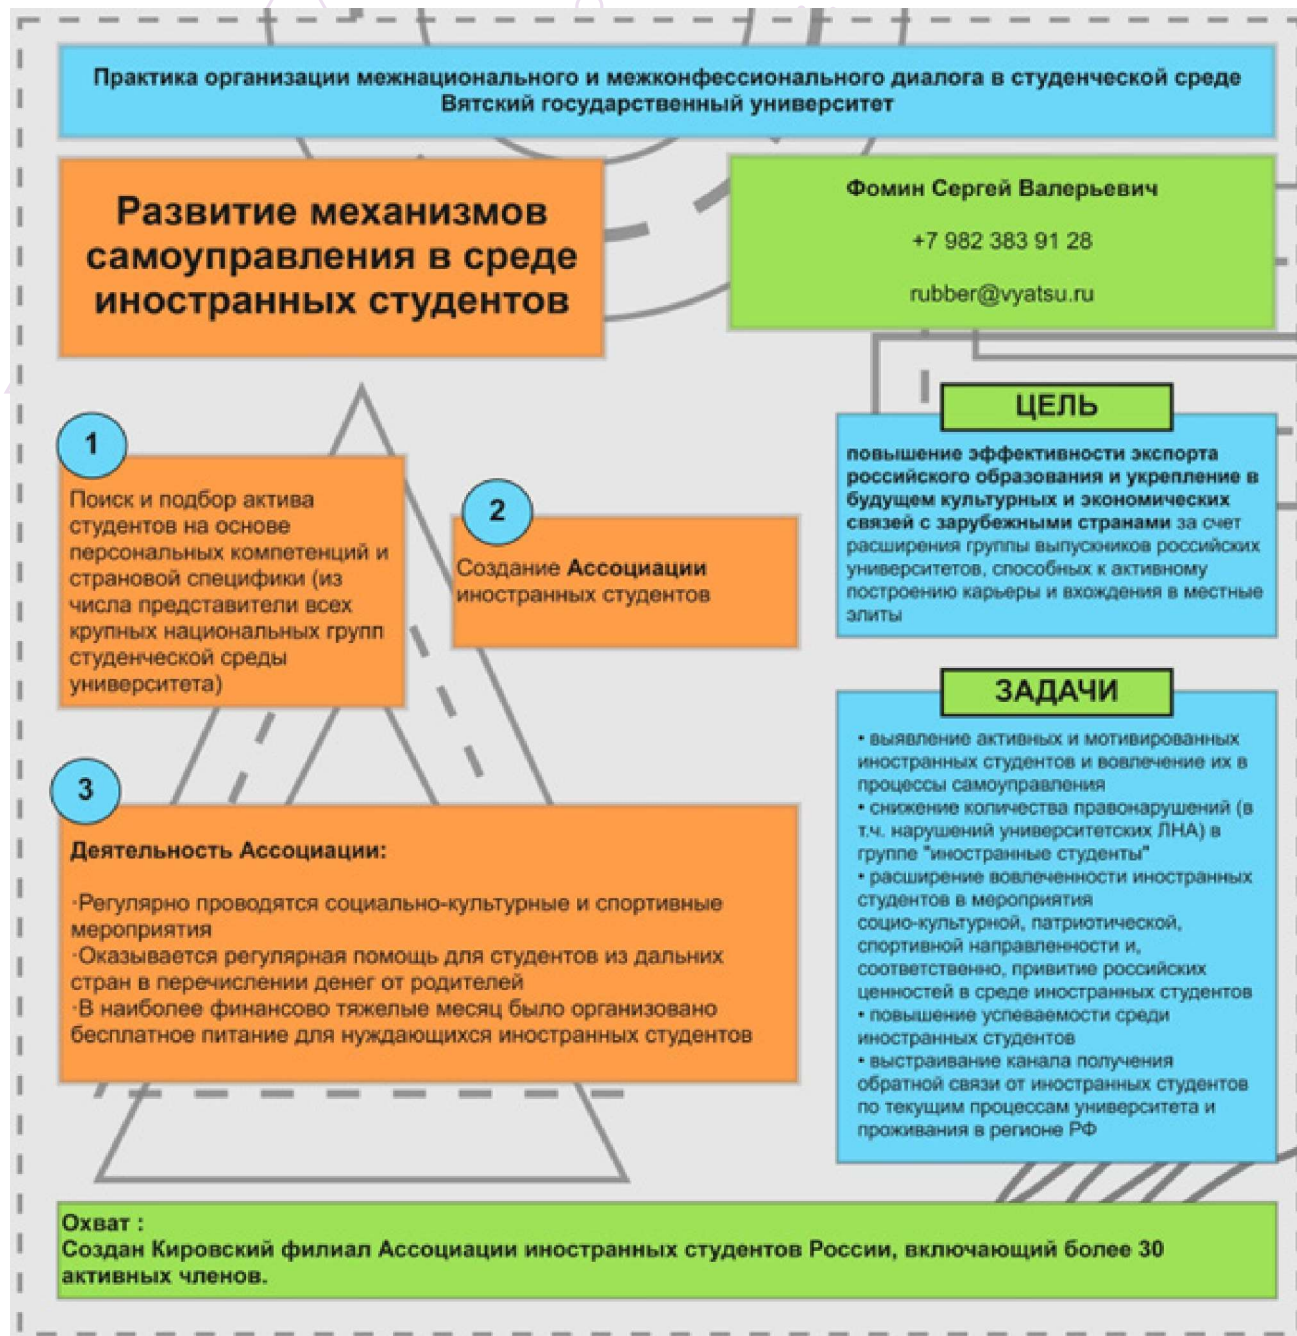 Практика организации межнационального и межконфессионального диалога в студенческой среде
Вятский государственный университет
Развитие механизмов
самоуправления в среде
иностранных студентов
Фомин Сергей Валерьевич
+7 982 383 91 28
rubber@vyatsu.ru
1
Поиск и подбор актива
студентов на основе
персональных компетенций и
страновой специфики (из
числа представители всех
крупных национальных групп
студенческой среды
университета)
2
Создание Ассоциации
иностранных студентов
3
Деятельность Ассоциации:
·Регулярно проводятся социально-культурные и спортивные
мероприятия
·Оказывается регулярная помощь для студентов из дальних
стран в перечислении денег от родителей
·В наиболее финансово тяжелые месяц было организовано
бесплатное питание для нуждающихся иностранных студентов
ЦЕЛЬ
повышение эффективности экспорта
российского образования и укрепление в
будущем культурных и экономических
связей с зарубежными странами за счет
расширения группы выпускников российских
университетов, способных к активному
построению карьеры и вхождения в местные
элиты
ЗАДАЧИ
• выявление активных и мотивированных
иностранных студентов и вовлечение их в
процессы самоуправления
• снижение количества правонарушений (в
т.ч. нарушений университетских ЛНА) в
группе "иностранные студенты"
• расширение вовлеченности иностранных
студентов в мероприятия
социо-культурной, патриотической,
спортивной направленности и,
соответственно, привитие российских
ценностей в среде иностранных студентов
• повышение успеваемости среди
иностранных студентов
• выстраивание канала получения
обратной связи от иностранных студентов
по текущим процессам университета и
проживания в регионе РФ
Охват :
Создан Кировский филиал Ассоциации иностранных студентов России, включающий более 30
активных членов.